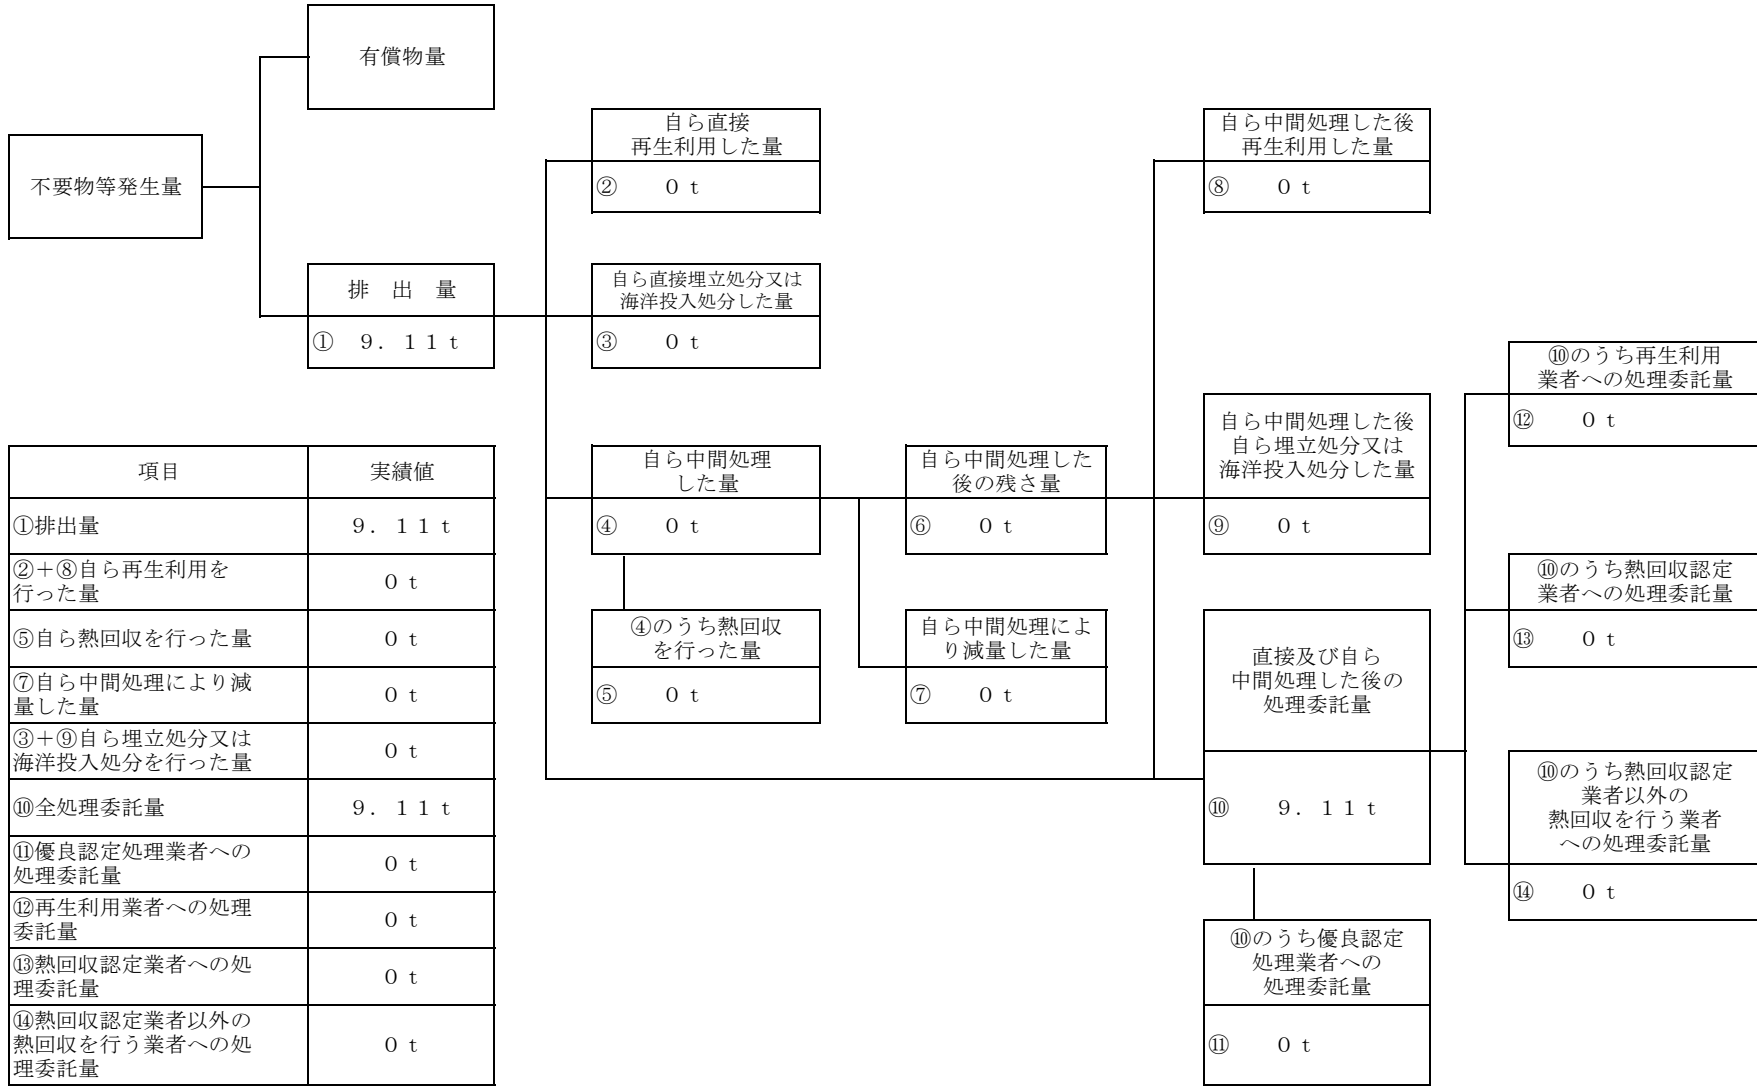 有償物量
不要物等発生量
排　出　量
①　９．１１ｔ
自ら直接
再生利用した量
②　０ｔ
自ら直接埋立処分又は
海洋投入処分した量
③　０ｔ
自ら中間処理
した量
④　０ｔ
④のうち熱回収
を行った量
⑤　０ｔ
自ら中間処理した
後の残さ量
⑥　０ｔ
自ら中間処理によ
り減量した量
⑦　０ｔ
自ら中間処理した後
再生利用した量
⑧　０ｔ
自ら中間処理した後
自ら埋立処分又は
海洋投入処分した量
⑨　０ｔ
直接及び自ら
中間処理した後の
処理委託量
⑩　９．１１ｔ
⑩のうち優良認定
処理業者への
処理委託量
⑪　０ｔ
⑩のうち再生利用
業者への処理委託量
⑫　０ｔ
⑩のうち熱回収認定
業者への処理委託量
⑬　０ｔ
⑩のうち熱回収認定
業者以外の
熱回収を行う業者
への処理委託量
⑭　０ｔ
項目　実績値
①排出量　９．１１ｔ
②＋⑧自ら再生利用を
行った量　０ｔ
⑤自ら熱回収を行った量　０ｔ
⑦自ら中間処理により減
量した量　０ｔ
③＋⑨自ら埋立処分又は
海洋投入処分を行った量　０ｔ
⑩全処理委託量　９．１１ｔ
⑪優良認定処理業者への
処理委託量　０ｔ
⑫再生利用業者への処理
委託量　０ｔ
⑬熱回収認定業者への処
理委託量　０ｔ
⑭熱回収認定業者以外の
熱回収を行う業者への処
理委託量　０ｔ